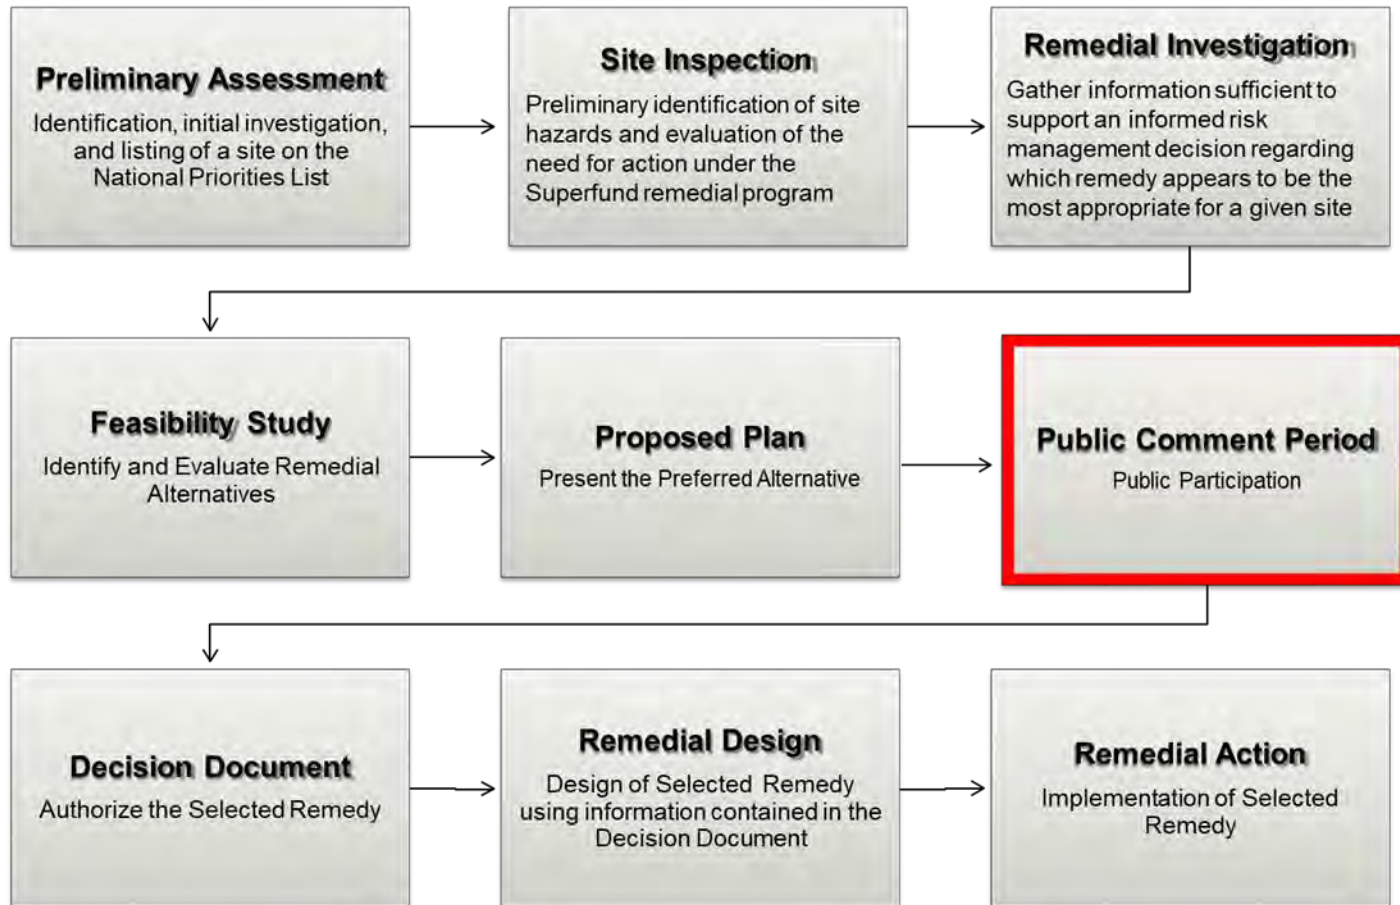 Preliminary Assessment
Identification, initial investigation,
and listing of a site on the
National Priorities List
Site Inspection
Preliminary identification of site
hazards and evaluation of the
need for action under the
Superfund remedial program
Remedial Investigation
Gather information sufficient to
support an informed risk
management decision regarding
which remedy appears to be the
most appropriate for a given site
Feasibility Study
Identify and Evaluate Remedial
Alternatives
Proposed Plan
Present the Preferred Alternative
Public Comment Period
Public Participation
Decision Document
Authorize the Selected Remedy
Remedial Design
Design of Selected Remedy
using information contained in the
Decision Document
Remedial Action
Implementation of Selected
Remedy